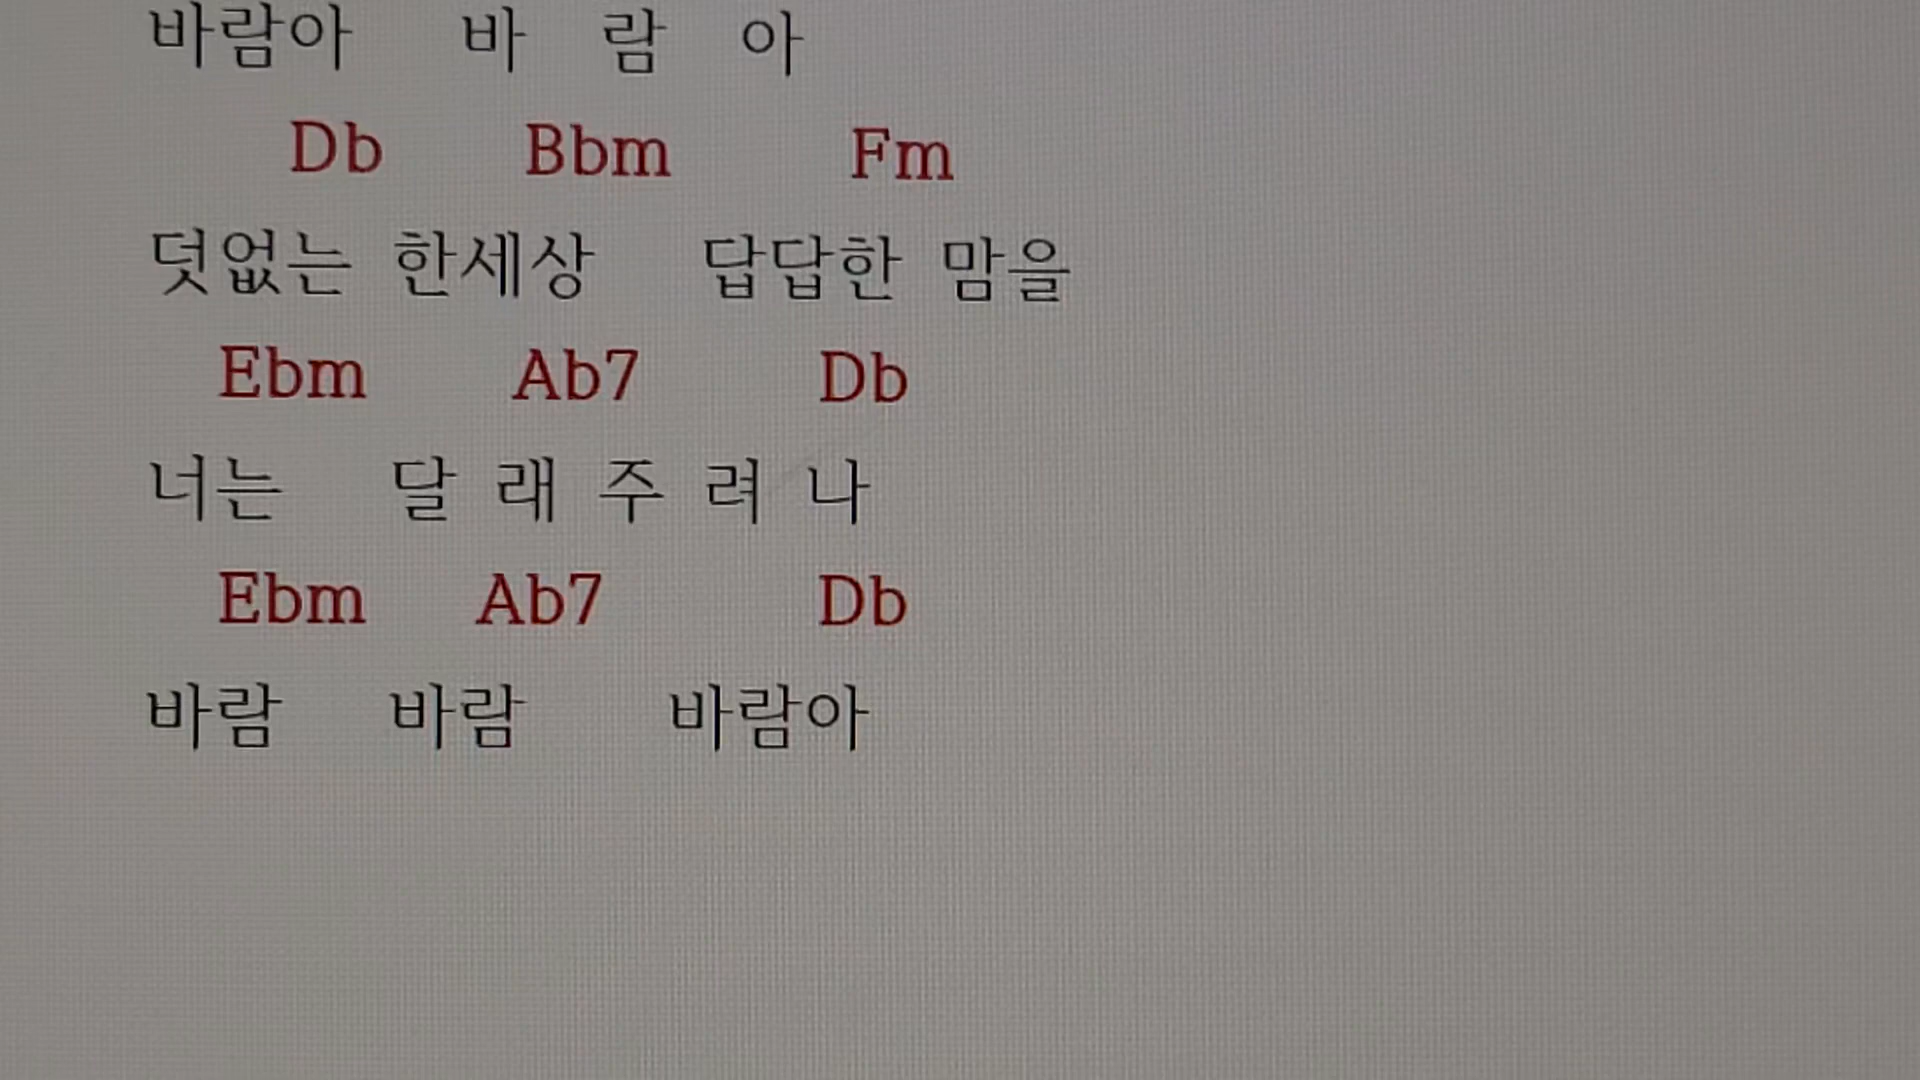 바람아 바 람 아
Db Bbm Fm
덧없는 한세상 답답한 맘을
Ebm Ab7 Db
너는 달 래 주 려 나
Ebm Ab7 Db
바람 바람 바람아